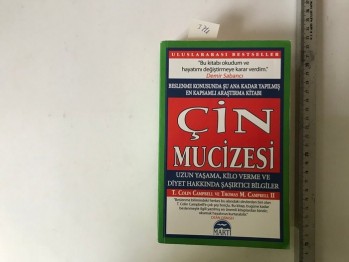 274
ULUSLARARASI BESTSELLER
"Bu kitabı okudum ve
hayatımı değiştirmeye karar verdim."
Demir Sabancı
BESLENME KONUSUNDA ŞU ANA KADAR YAPILMIŞ
EN KAPSAMLI ARAŞTIRMA KİTABI
ÇİN
MUCİZESİ
UZUN YAŞAMA, KİLO VERME VE
DİYET HAKKINDA ŞAŞIRTICI BİLGİLER
T. COLIN CAMPBELL VE THOMAS M. CAMPBELL II
MARTI